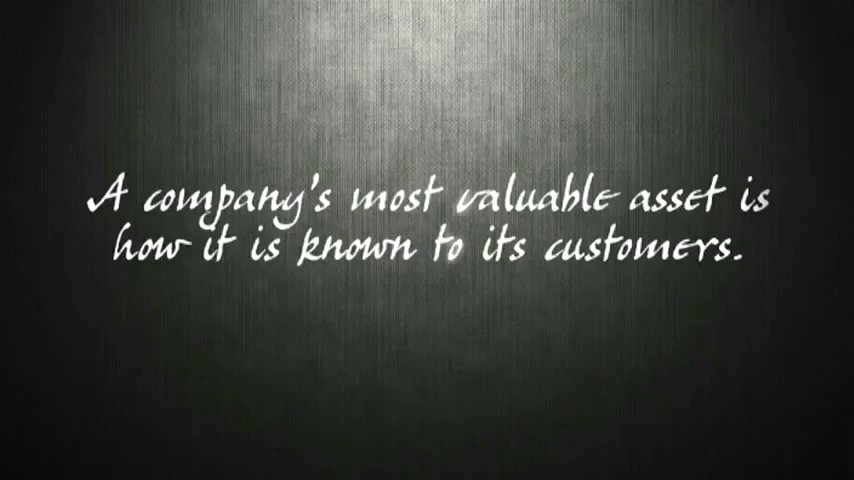 A company's most valuable asset is
how it is known to its customers.